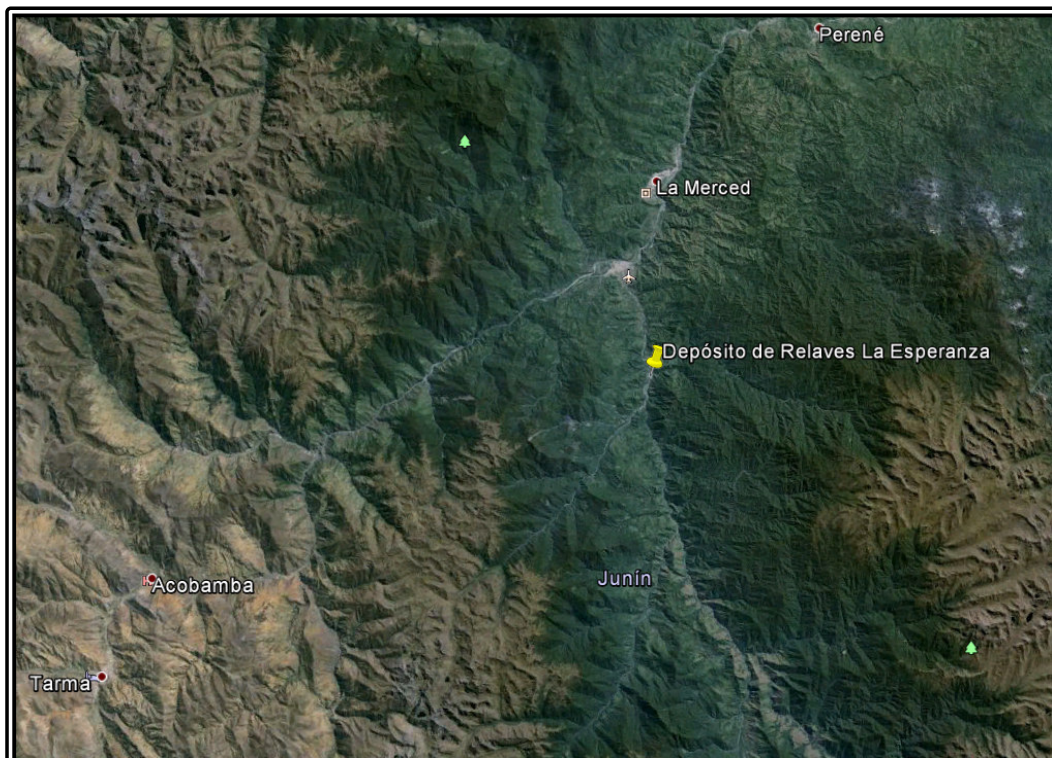 Perené
La Merced
Depósito de Relaves La Esperanza
Junín
Acobamba
Tarma